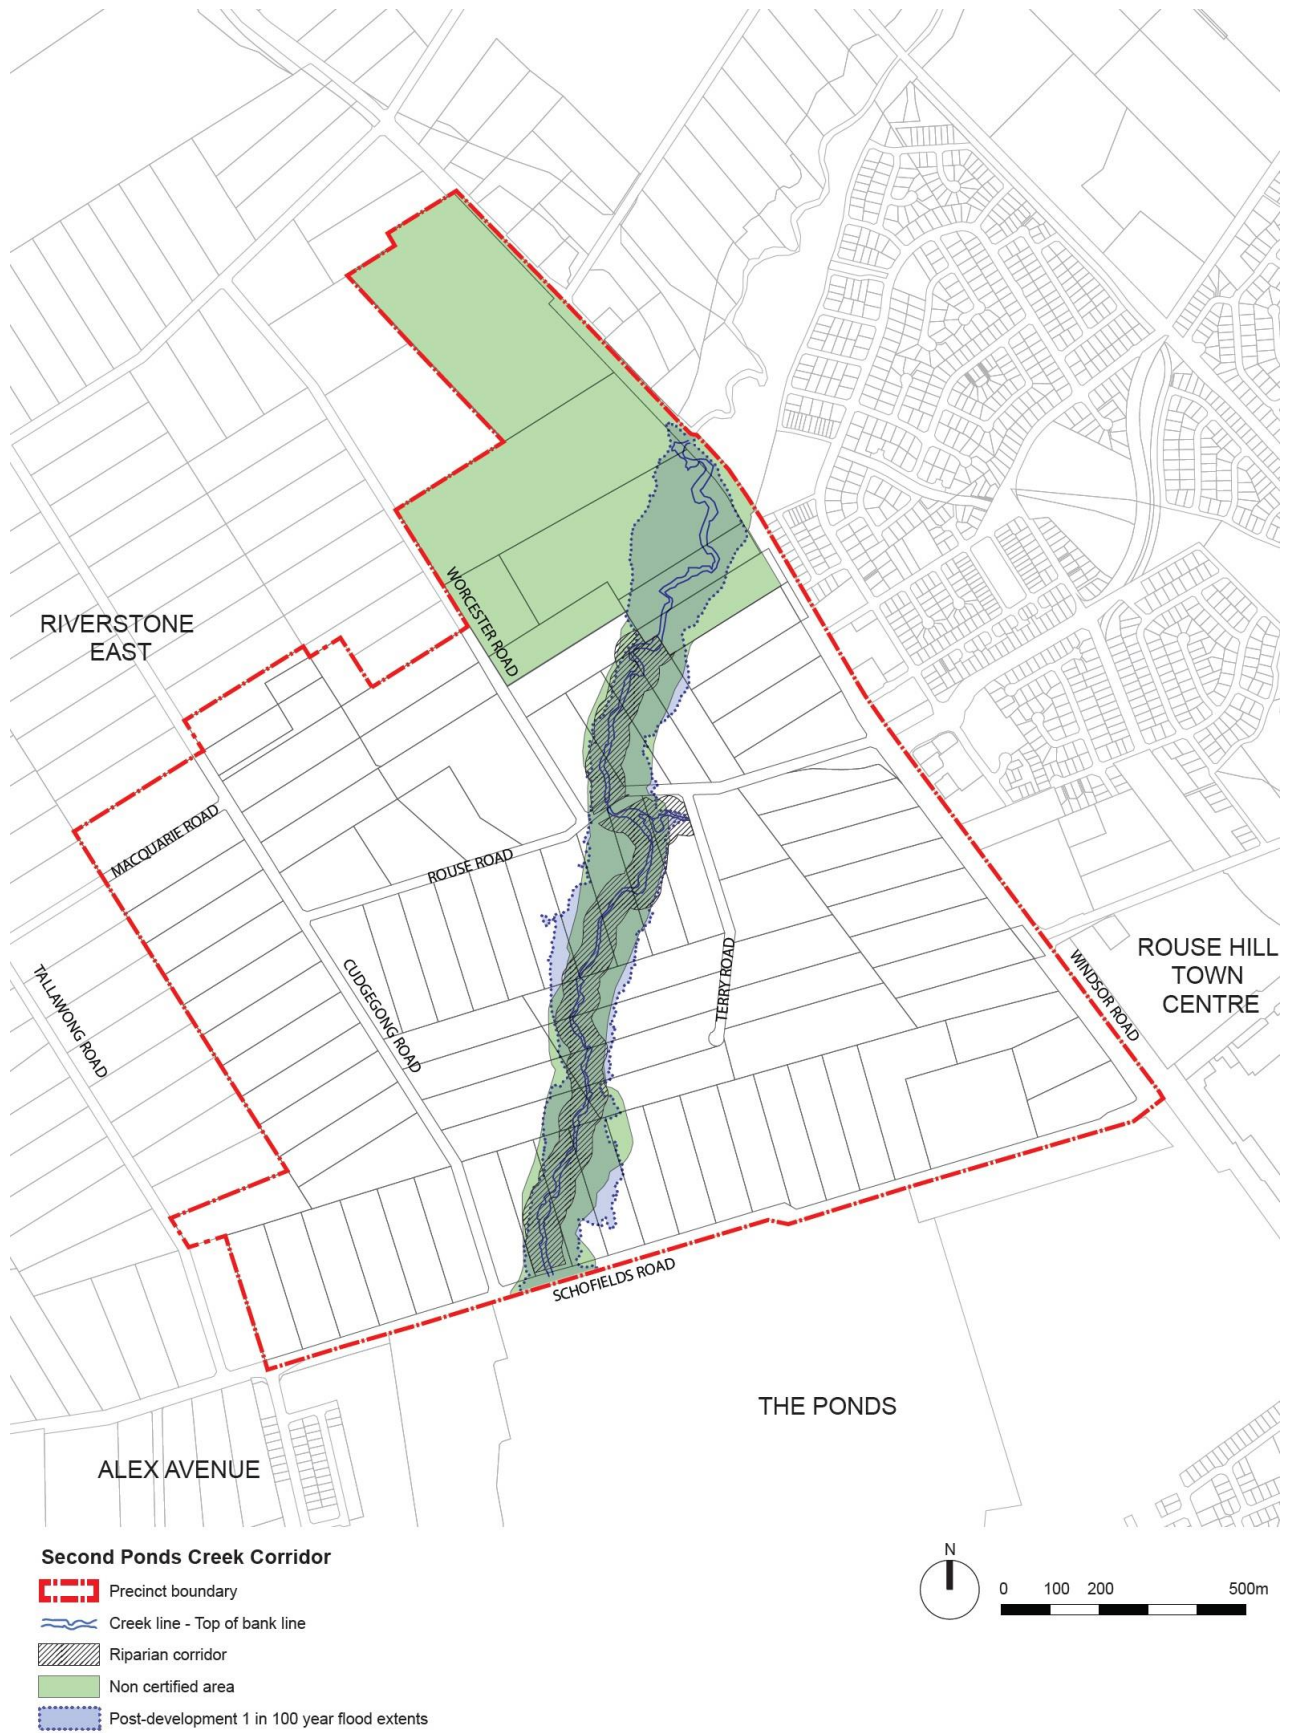 RIVERSTONE
EAST
WORCESTER ROAD
MACQUARIE ROAD
ROUSE ROAD
TALLAWONG ROAD
CUDGEGONG ROAD
TERRY ROAD
WINDSOR ROAD
ROUSE HILL
TOWN
CENTRE
SCHOFIELDS ROAD
THE PONDS
ALEX AVENUE
Second Ponds Creek Corridor
Precinct boundary
Creek line - Top of bank line
Riparian corridor
Non certified area
Post-development 1 in 100 year flood extents
N
0 100 200 500m